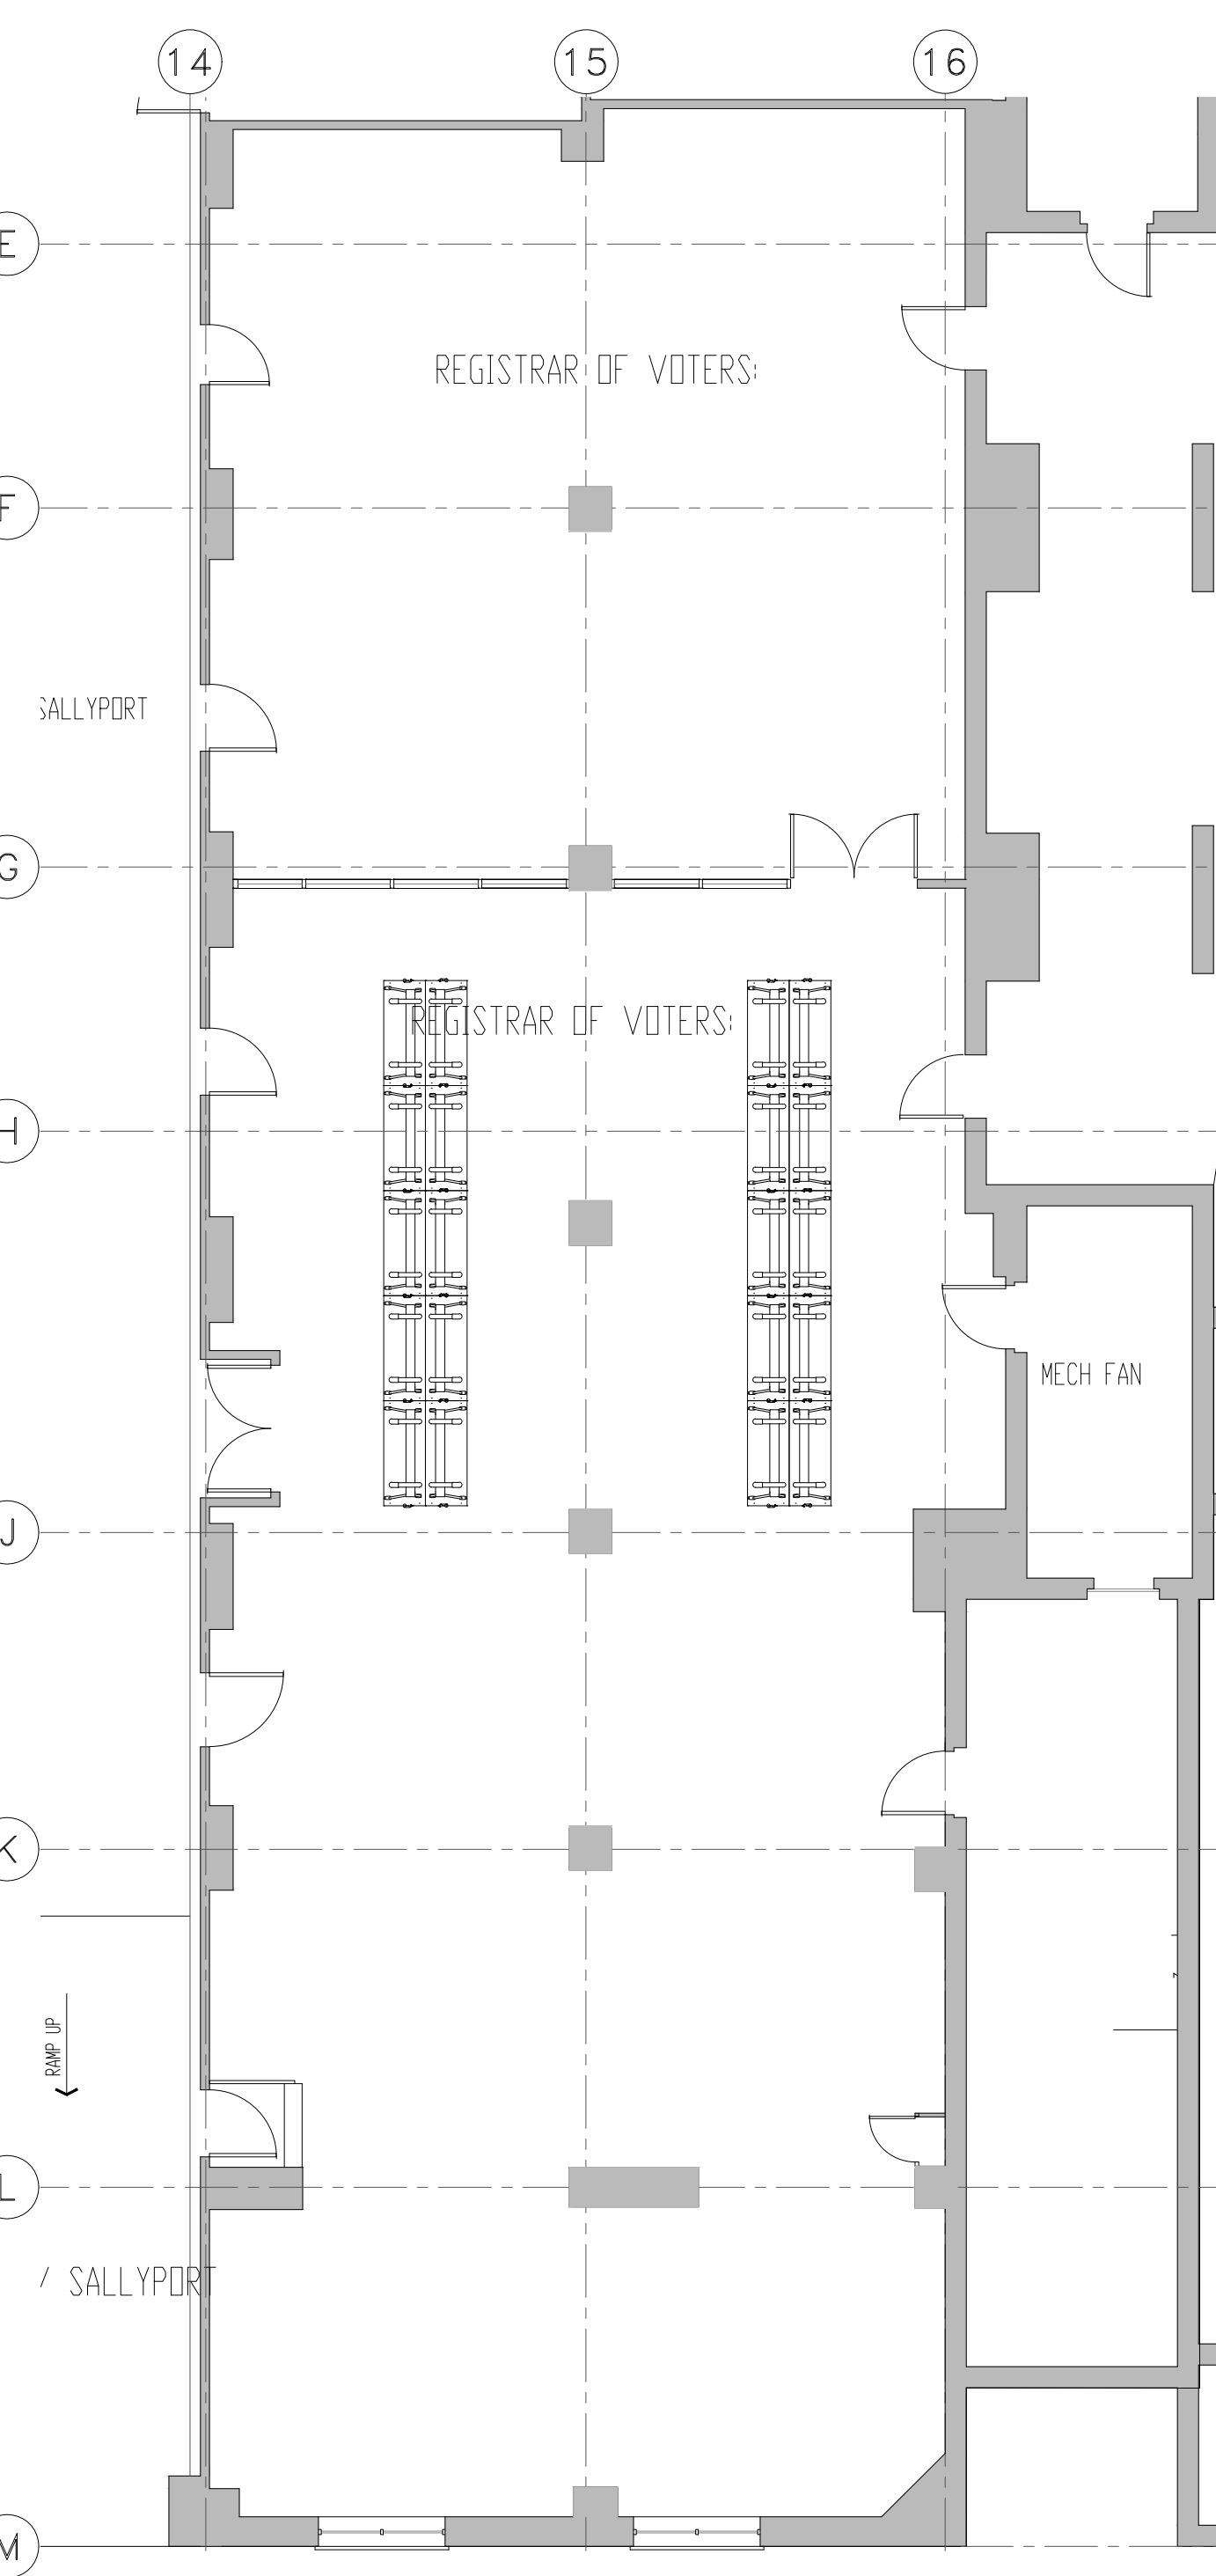 14
15
16
E
REGISTRAR OF VOTERS:
F
SALLYPORT
G
REGISTRAR OF VOTERS:
H
MECH FAN
J
K
RAMP UP
L
/ SALLYPORT
M